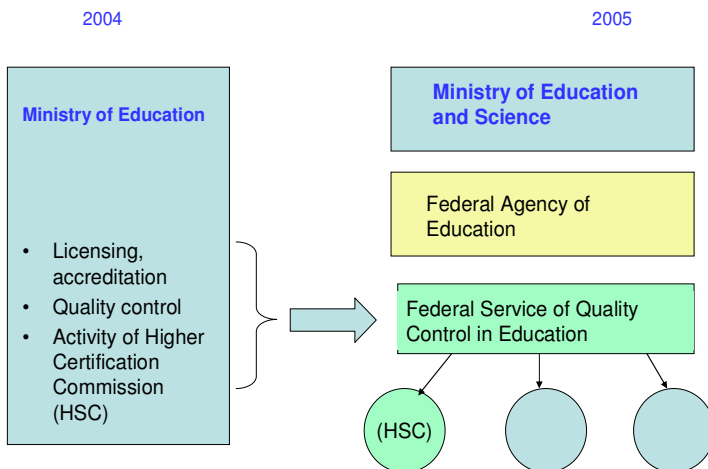 2004
2005
Ministry of Education
• Licensing,
accreditation
• Quality control
• Activity of Higher
Certification
Commission
(HSC)
Ministry of Education
and Science
Federal Agency of
Education
Federal Service of Quality
Control in Education
(HSC)